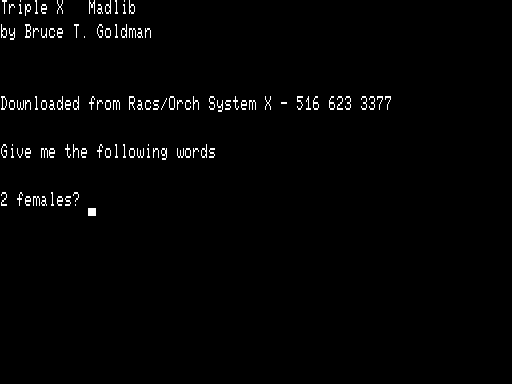 Triple X   Madlib
by Bruce T. Goldman
Downloaded from Racs/Orch System X - 516 623 3377
Give me the following words
2 females?